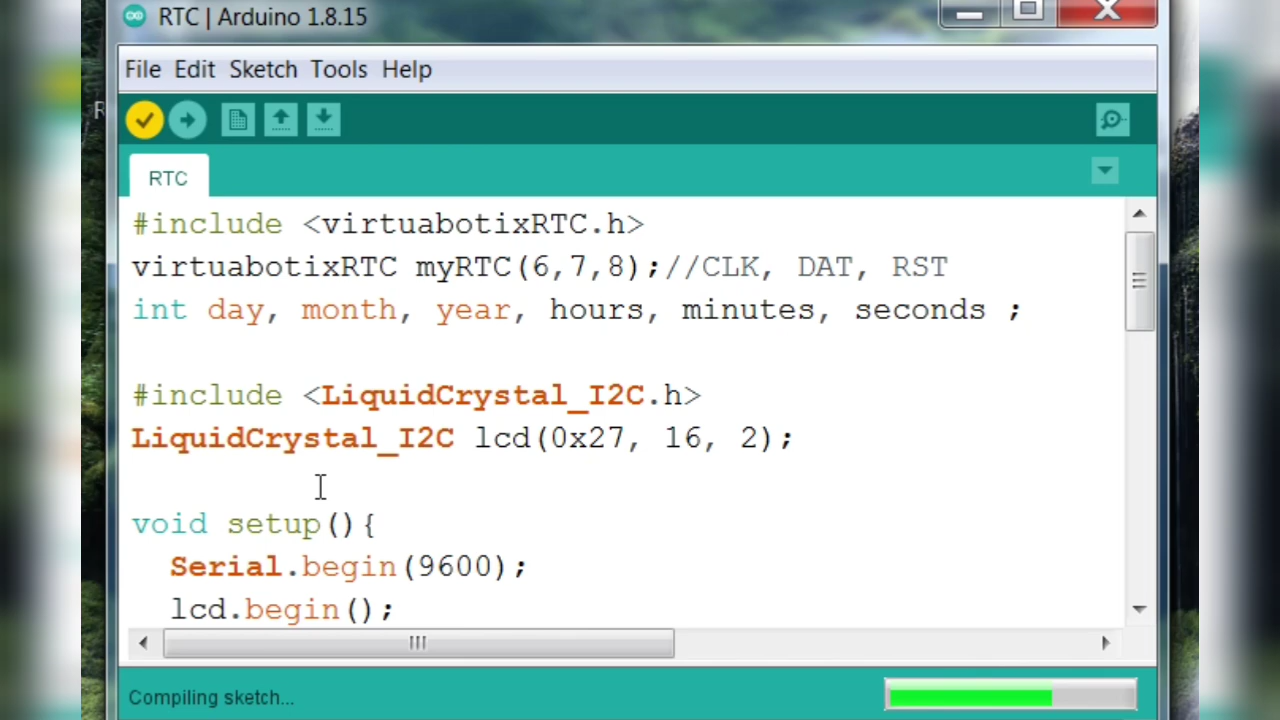 RTC | Arduino 1.8.15
File Edit Sketch Tools Help
R
RTC
#include <virtuabotixRTC.h>
virtuabotixRTC myRTC(6,7,8);//CLK, DAT, RST
int day, month, year, hours, minutes, seconds ;
#include <LiquidCrystal_I2C.h>
LiquidCrystal_I2C lcd(0x27, 16, 2);
void setup(){
Serial.begin(9600);
lcd.begin();
Compiling sketch...